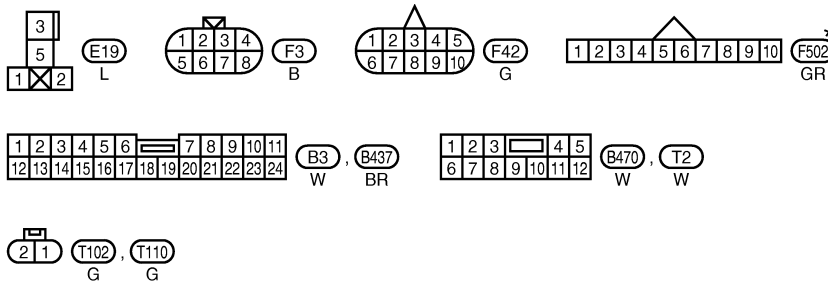 3
5
1 2
E19
L
1 2 3 4
5 6 7 8
F3
B
1 2 3 4 5
6 7 8 9 10
F42
G
1 2 3 4 5 6 7 8 9 10
F502
GR
1 2 3 4 5 6 7 8 9 10 11
12 13 14 15 16 17 18 19 20 21 22 23 24
B3 , B437
W BR
1 2 3 4 5
6 7 8 9 10 11 12
B470 , T2
W W
2 1
T102 , T110
G G